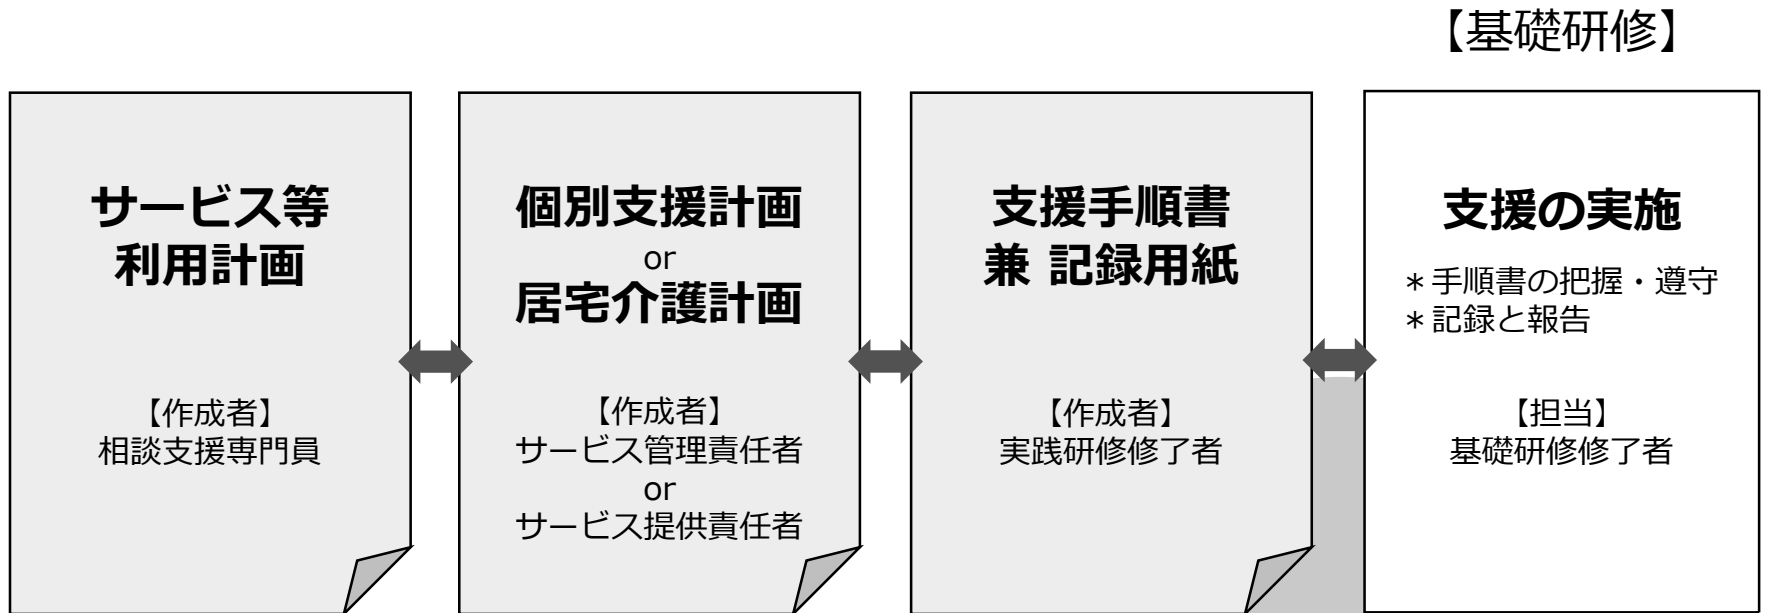 【基礎研修】
サービス等
利用計画
【作成者】
相談支援専門員
個別支援計画
or
居宅介護計画
【作成者】
サービス管理責任者
or
サービス提供責任者
支援手順書
兼 記録用紙
【作成者】
実践研修修了者
支援の実施
＊手順書の把握・遵守
＊記録と報告
【担当】
基礎研修修了者